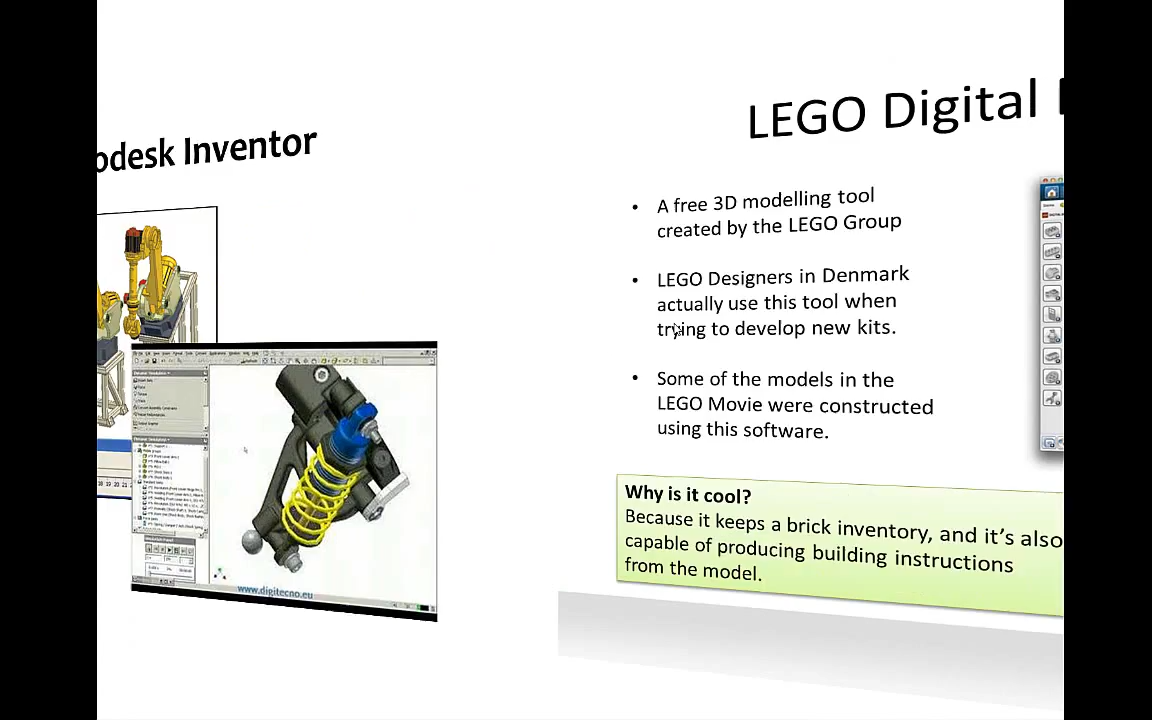 odesk Inventor
www.digitecno.eu
LEGO Digital
• A free 3D modelling tool
created by the LEGO Group
• LEGO Designers in Denmark
actually use this tool when
trying to develop new kits.
• Some of the models in the
LEGO Movie were constructed
using this software.
Why is it cool?
Because it keeps a brick inventory, and it's also
capable of producing building instructions
from the model.